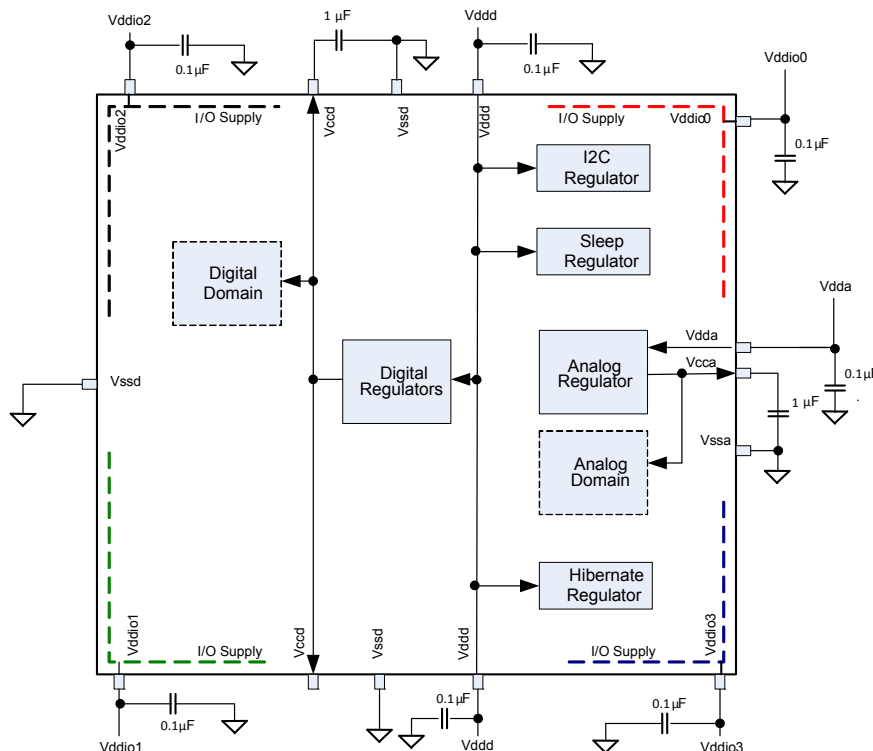 Vddio2
1 µF
Vddd
0.1µF
0.1µF
Vddio0
0.1µF
Vddio2
I/O Supply
Vccd
Vssd
Vddd
I/O Supply
Vddio0
I2C
Regulator
Sleep
Regulator
Digital
Domain
Vdda
Vdda
Vssd
Digital
Regulators
Analog
Regulator
Vcca
0.1µF
1 µF
Vssa
Analog
Domain
Hibernate
Regulator
Vddio1
I/O Supply
Vccd
Vssd
Vddd
I/O Supply
Vddio3
0.1µF
0.1µF
0.1µF
Vddio1
Vddd
Vddio3